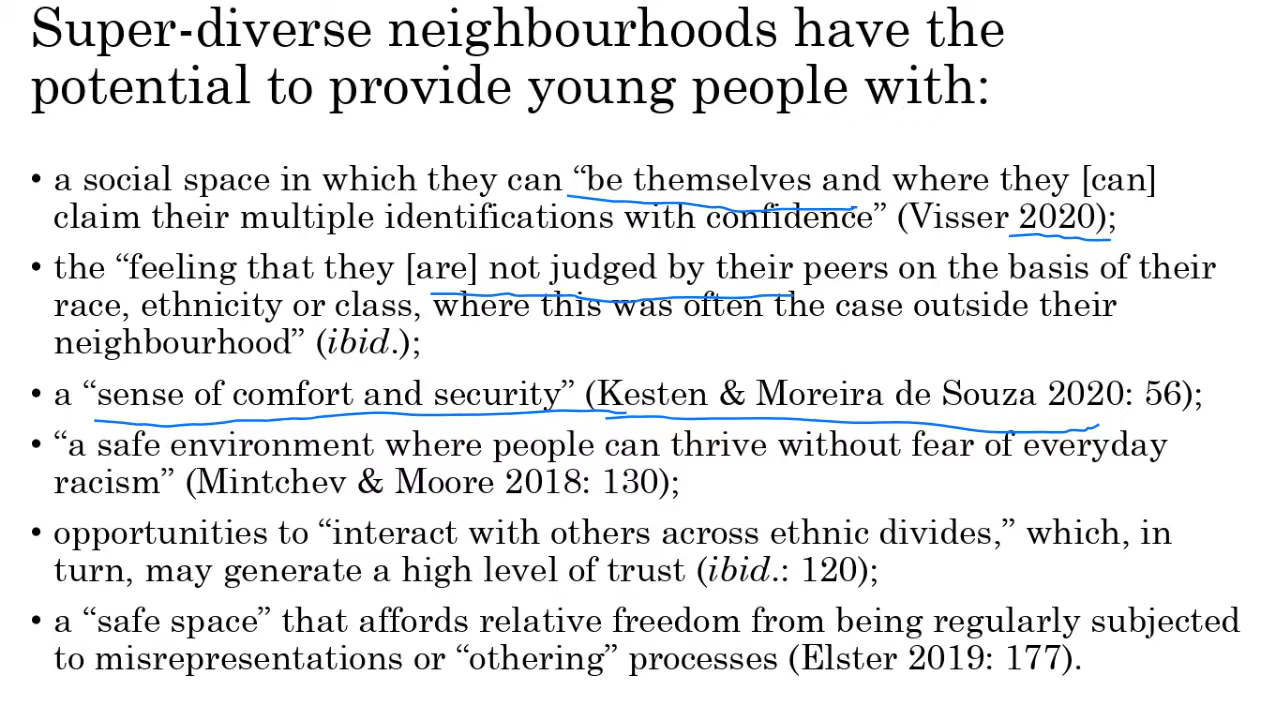 Super-diverse neighbourhoods have the
potential to provide young people with:
• a social space in which they can “be themselves and where they [can]
claim their multiple identifications with confidence” (Visser 2020);
• the “feeling that they [are] not judged by their peers on the basis of their
race, ethnicity or class, where this was often the case outside their
neighbourhood” (ibid.);
• a “sense of comfort and security” (Kesten & Moreira de Souza 2020: 56);
• “a safe environment where people can thrive without fear of everyday
racism” (Mintchev & Moore 2018: 130);
• opportunities to “interact with others across ethnic divides,” which, in
turn, may generate a high level of trust (ibid.: 120);
• a “safe space” that affords relative freedom from being regularly subjected
to misrepresentations or “othering” processes (Elster 2019: 177).